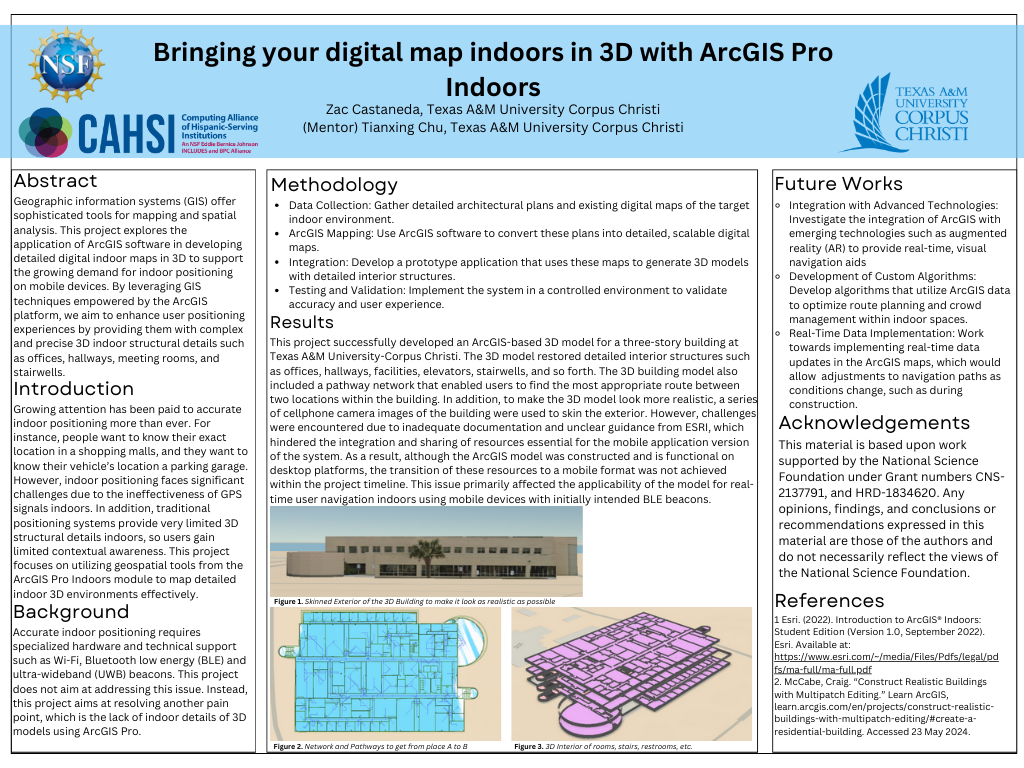 Bringing your digital map indoors in 3D with ArcGIS Pro
Indoors
Zac Castaneda, Texas A&M University Corpus Christi
(Mentor) Tianxing Chu, Texas A&M University Corpus Christi
NSF
CAHSI
Computing Alliance
of Hispanic-Serving
Institutions
An NSF Eddie Bernice Johnson
INCLUDES and BPC Alliance
TEXAS A&M
UNIVERSITY
CORPUS
CHRISTI
Abstract
Geographic information systems (GIS) offer
sophisticated tools for mapping and spatial
analysis. This project explores the
application of ArcGIS software in developing
detailed digital indoor maps in 3D to support
the growing demand for indoor positioning
on mobile devices. By leveraging GIS
techniques empowered by the ArcGIS
platform, we aim to enhance user positioning
experiences by providing them with complex
and precise 3D indoor structural details such
as offices, hallways, meeting rooms, and
stairwells.
Introduction
Growing attention has been paid to accurate
indoor positioning more than ever. For
instance, people want to know their exact
location in a shopping malls, and they want to
know their vehicle's location a parking garage.
However, indoor positioning faces significant
challenges due to the ineffectiveness of GPS
signals indoors. In addition, traditional
positioning systems provide very limited 3D
structural details indoors, so users gain
limited contextual awareness. This project
focuses on utilizing geospatial tools from the
ArcGIS Pro Indoors module to map detailed
indoor 3D environments effectively.
Background
Accurate indoor positioning requires
specialized hardware and technical support
such as Wi-Fi, Bluetooth low energy (BLE) and
ultra-wideband (UWB) beacons. This project
does not aim at addressing this issue. Instead,
this project aims at resolving another pain
point, which is the lack of indoor details of 3D
models using ArcGIS Pro.
Methodology
• Data Collection: Gather detailed architectural plans and existing digital maps of the target
indoor environment.
• ArcGIS Mapping: Use ArcGIS software to convert these plans into detailed, scalable digital
maps.
• Integration: Develop a prototype application that uses these maps to generate 3D models
with detailed interior structures.
• Testing and Validation: Implement the system in a controlled environment to validate
accuracy and user experience.
Results
This project successfully developed an ArcGIS-based 3D model for a three-story building at
Texas A&M University-Corpus Christi. The 3D model restored detailed interior structures such
as offices, hallways, facilities, elevators, stairwells, and so forth. The 3D building model also
included a pathway network that enabled users to find the most appropriate route between
two locations within the building. In addition, to make the 3D model look more realistic, a series
of cellphone camera images of the building were used to skin the exterior. However, challenges
were encountered due to inadequate documentation and unclear guidance from ESRI, which
hindered the integration and sharing of resources essential for the mobile application version
of the system. As a result, although the ArcGIS model was constructed and is functional on
desktop platforms, the transition of these resources to a mobile format was not achieved
within the project timeline. This issue primarily affected the applicability of the model for real-
time user navigation indoors using mobile devices with initially intended BLE beacons.
Figure 1. Skinned Exterior of the 3D Building to make it look as realistic as possible
Figure 2. Network and Pathways to get from place A to B
Figure 3. 3D Interior of rooms, stairs, restrooms, etc.
Future Works
◦ Integration with Advanced Technologies:
Investigate the integration of ArcGIS with
emerging technologies such as augmented
reality (AR) to provide real-time, visual
navigation aids
◦ Development of Custom Algorithms:
Develop algorithms that utilize ArcGIS data
to optimize route planning and crowd
management within indoor spaces.
◦ Real-Time Data Implementation: Work
towards implementing real-time data
updates in the ArcGIS maps, which would
allow adjustments to navigation paths as
conditions change, such as during
construction.
Acknowledgements
This material is based upon work
supported by the National Science
Foundation under Grant numbers CNS-
2137791, and HRD-1834620. Any
opinions, findings, and conclusions or
recommendations expressed in this
material are those of the authors and
do not necessarily reflect the views of
the National Science Foundation.
References
1 Esri. (2022). Introduction to ArcGIS® Indoors:
Student Edition (Version 1.0, September 2022).
Esri. Available at:
https://www.esri.com/~/media/Files/Pdfs/legal/pd
fs/ma-full/ma-full.pdf
2. McCabe, Craig. "Construct Realistic Buildings
with Multipatch Editing." Learn ArcGIS,
learn.arcgis.com/en/projects/construct-realistic-
buildings-with-multipatch-editing/#create-a-
residential-building. Accessed 23 May 2024.